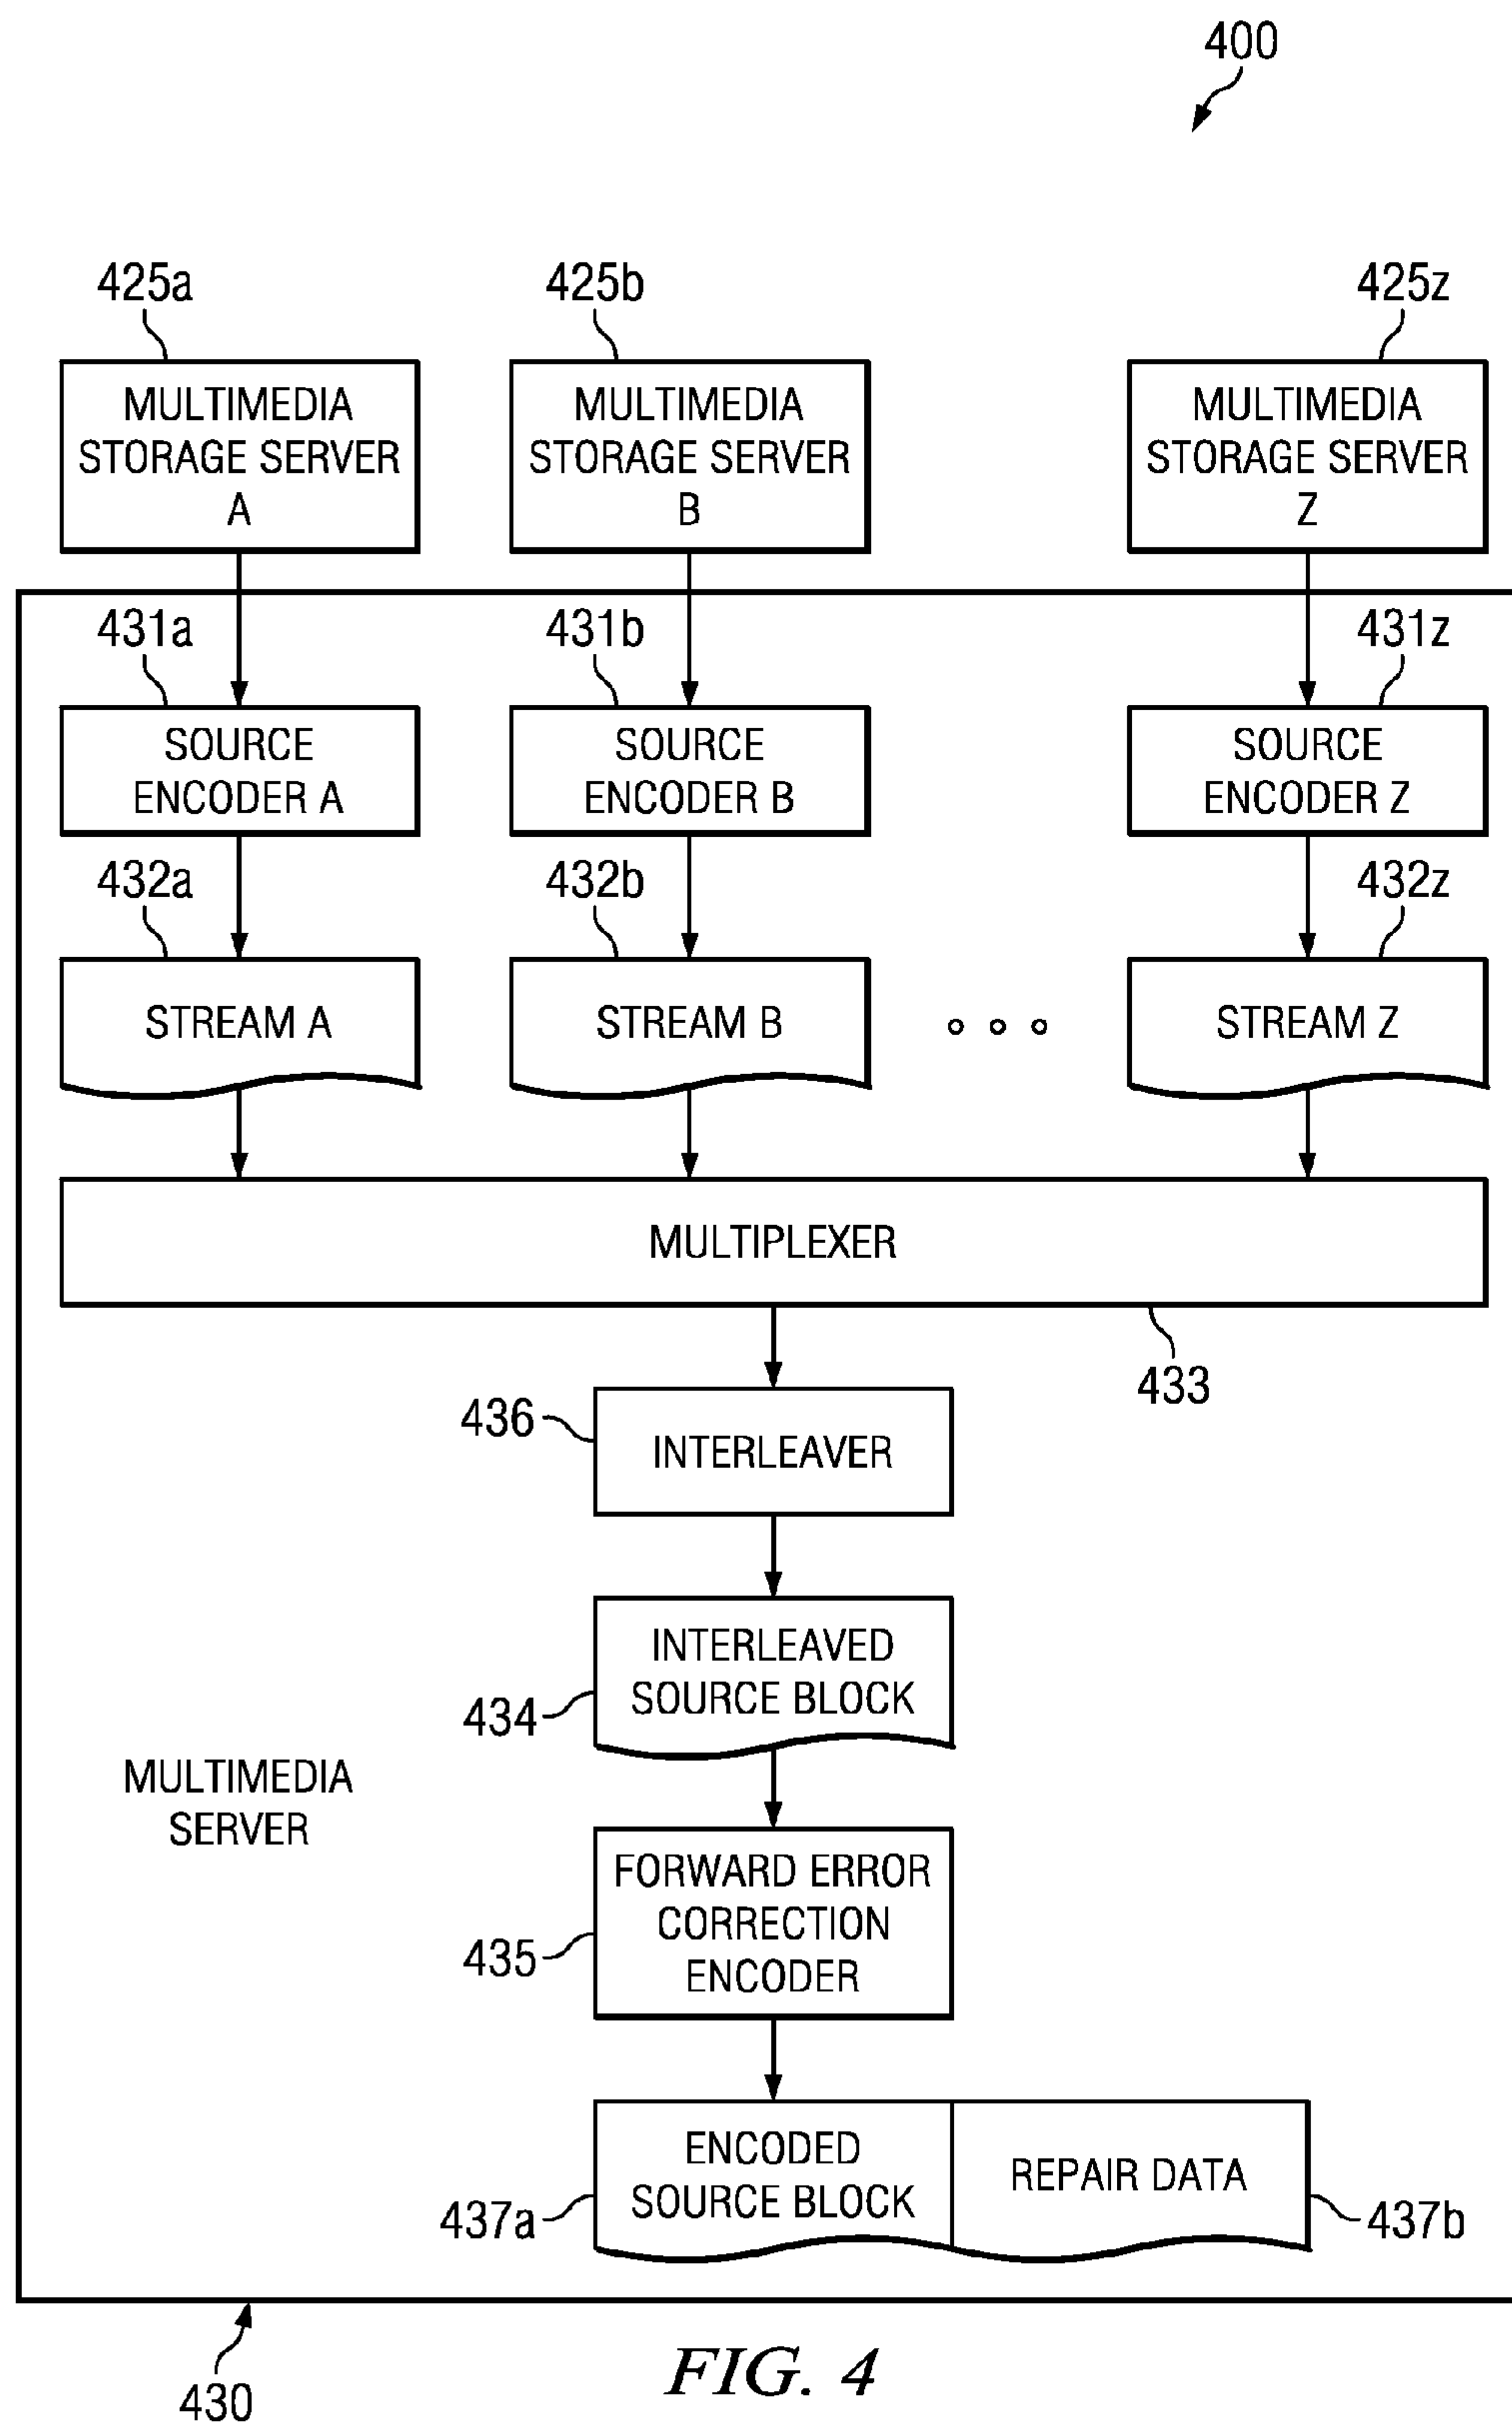 400
425a
425b
425z
MULTIMEDIA
STORAGE SERVER
A
MULTIMEDIA
STORAGE SERVER
B
MULTIMEDIA
STORAGE SERVER
Z
431a
431b
431z
SOURCE
ENCODER A
SOURCE
ENCODER B
SOURCE
ENCODER Z
432a
432b
432z
STREAM A
STREAM B
STREAM Z
MULTIPLEXER
433
436
INTERLEAVER
INTERLEAVED
SOURCE BLOCK
434
MULTIMEDIA
SERVER
FORWARD ERROR
CORRECTION
ENCODER
435
ENCODED
SOURCE BLOCK
REPAIR DATA
437a
437b
430
FIG. 4